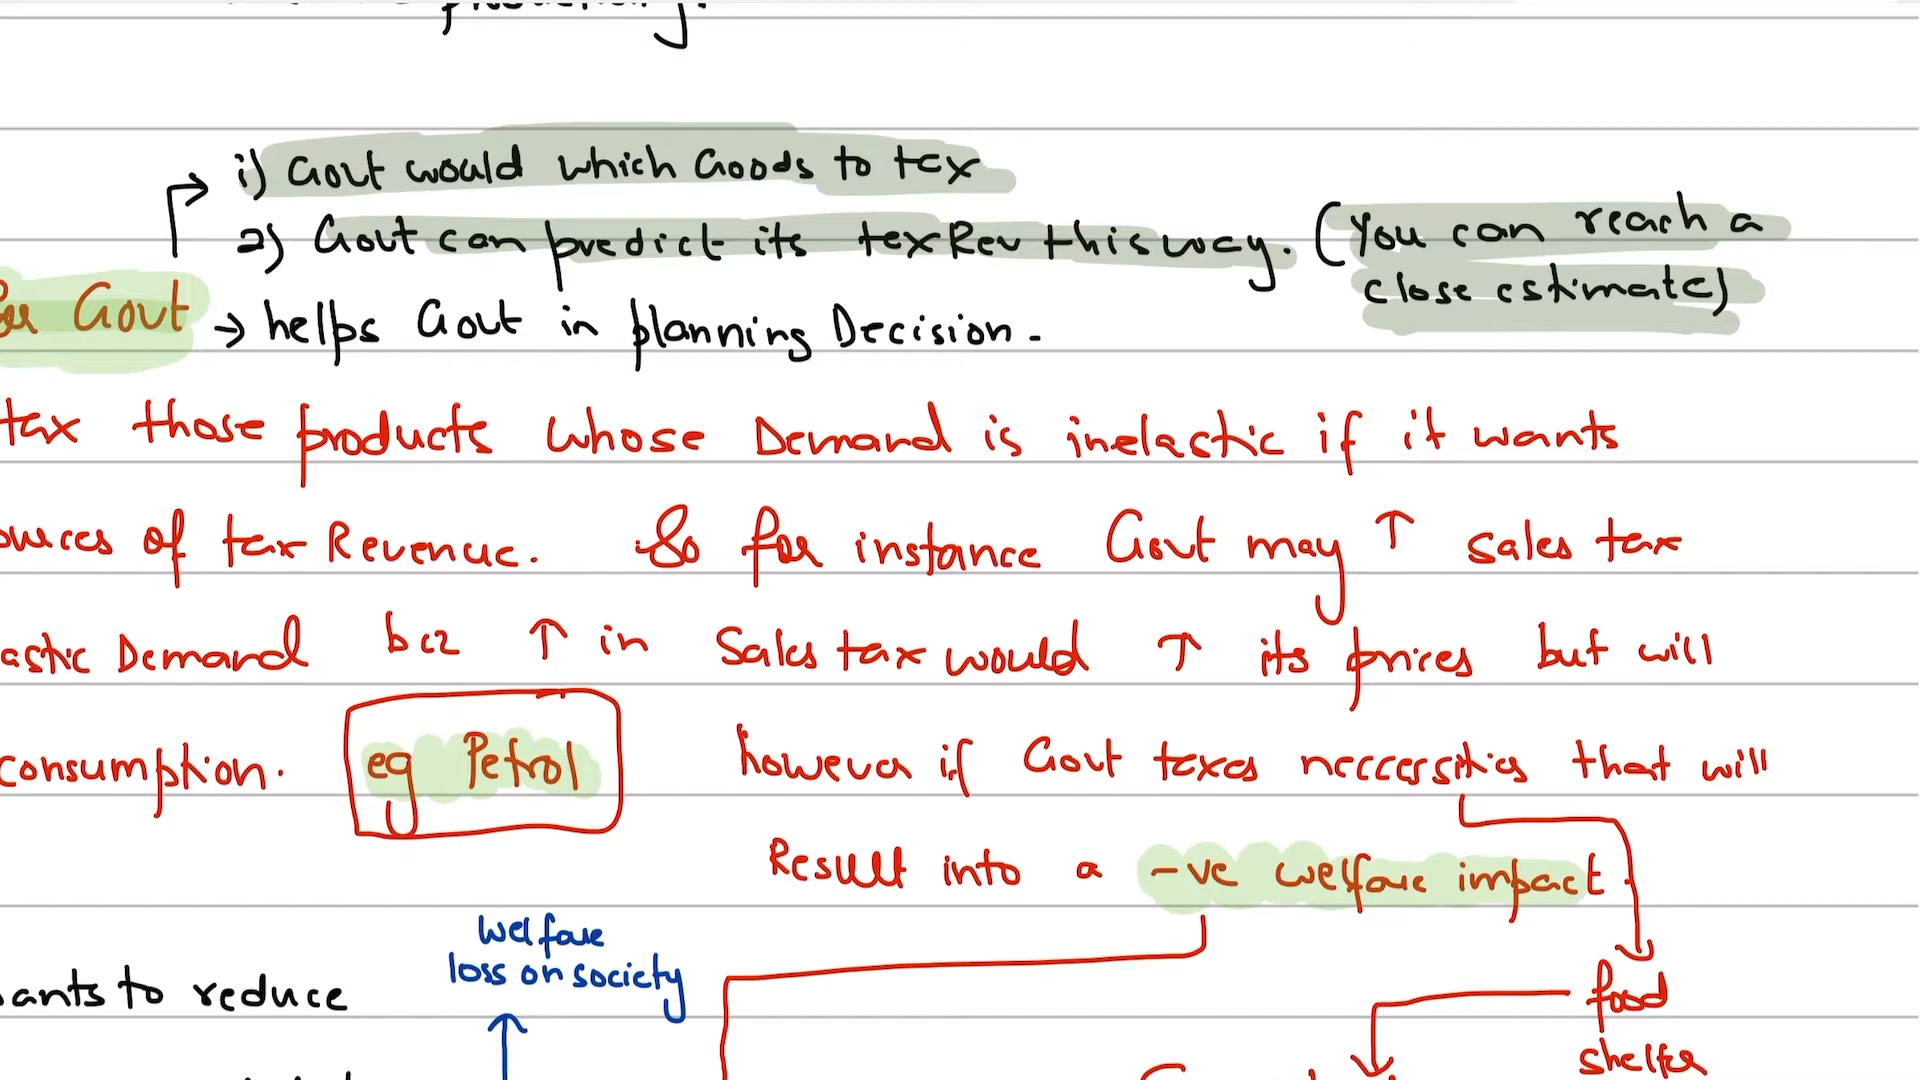 i) Govt would which Goods to tax
2) Govt can predict its tax Rev this way. (You can reach a close estimate)
for Govt → helps Govt in planning Decision.
tax those products whose Demand is inelastic if it wants
of tax Revenue. So for instance Govt may ↑ sales tax
Demand bcz ↑ in Sales tax would ↑ its prices but will
consumption. eg Petrol however if Govt taxes neccersities that will
Result into a -ve welfare impact
welfare
loss on society
to reduce
food
shelter